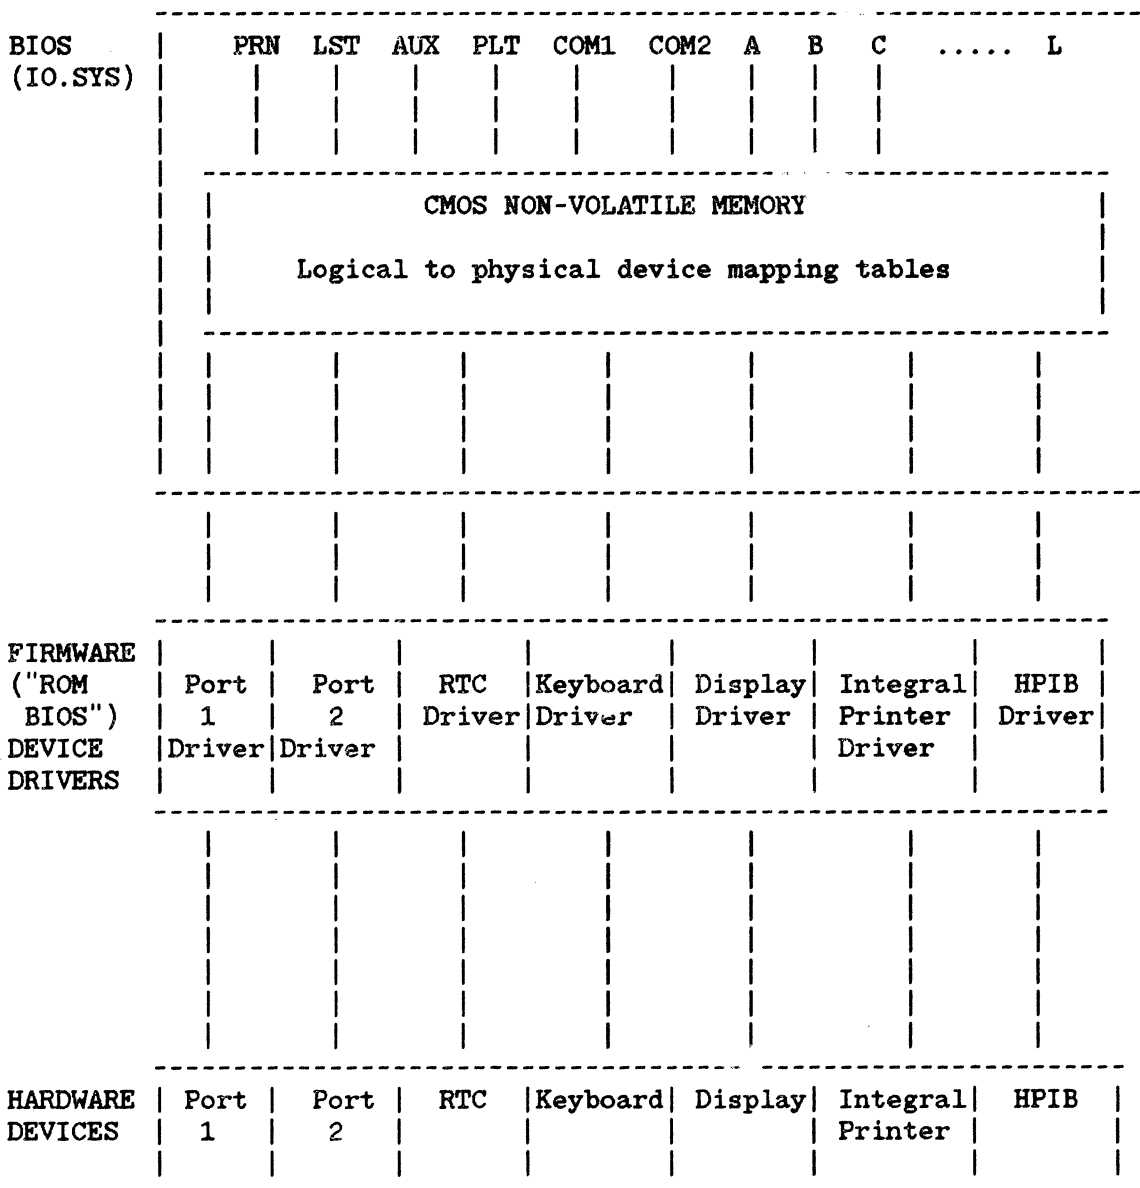 BIOS PRN LST AUX PLT COM1 COM2 A B C ..... L
(IO.SYS)
CMOS NON-VOLATILE MEMORY
Logical to physical device mapping tables
FIRMWARE
("ROM Port Port RTC Keyboard Display Integral HPIB
BIOS") 1 2 Driver Driver Driver Printer Driver
DEVICE Driver Driver Driver
DRIVERS
HARDWARE Port Port RTC Keyboard Display Integral HPIB
DEVICES 1 2 Printer